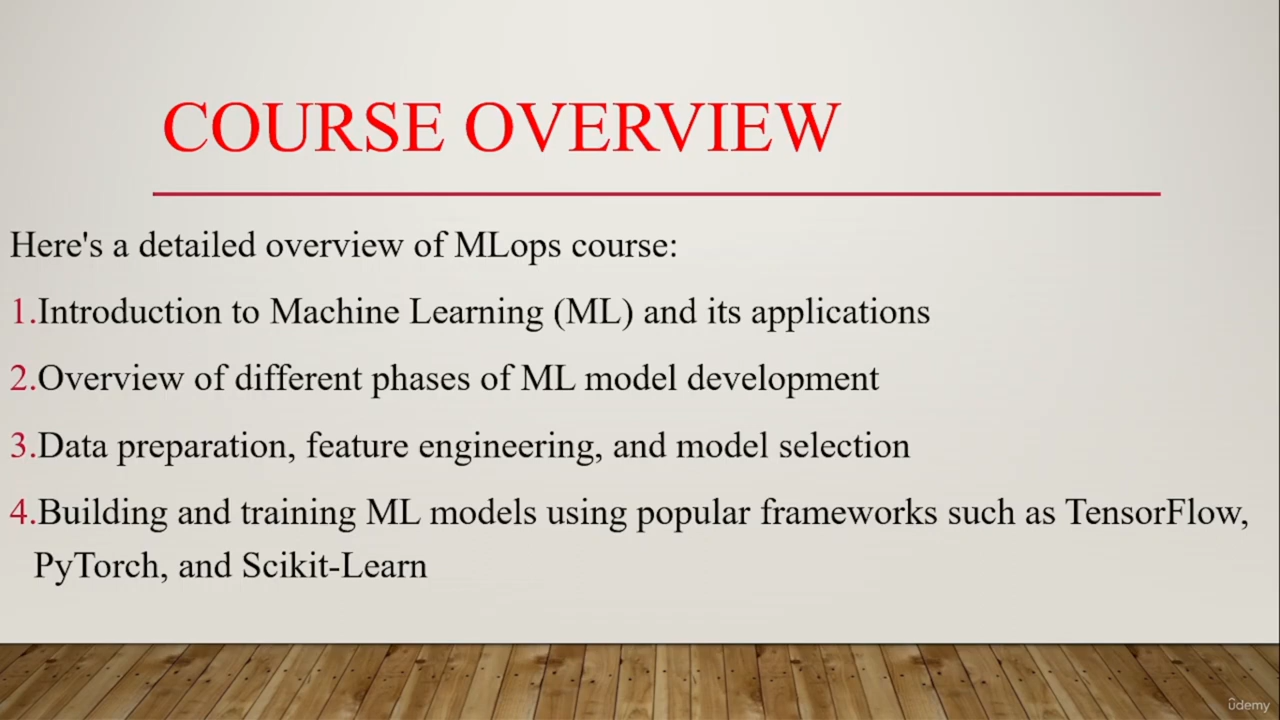 COURSE OVERVIEW
Here's a detailed overview of MLops course:
1.Introduction to Machine Learning (ML) and its applications
2.Overview of different phases of ML model development
3.Data preparation, feature engineering, and model selection
4.Building and training ML models using popular frameworks such as TensorFlow,
PyTorch, and Scikit-Learn
ûdemy